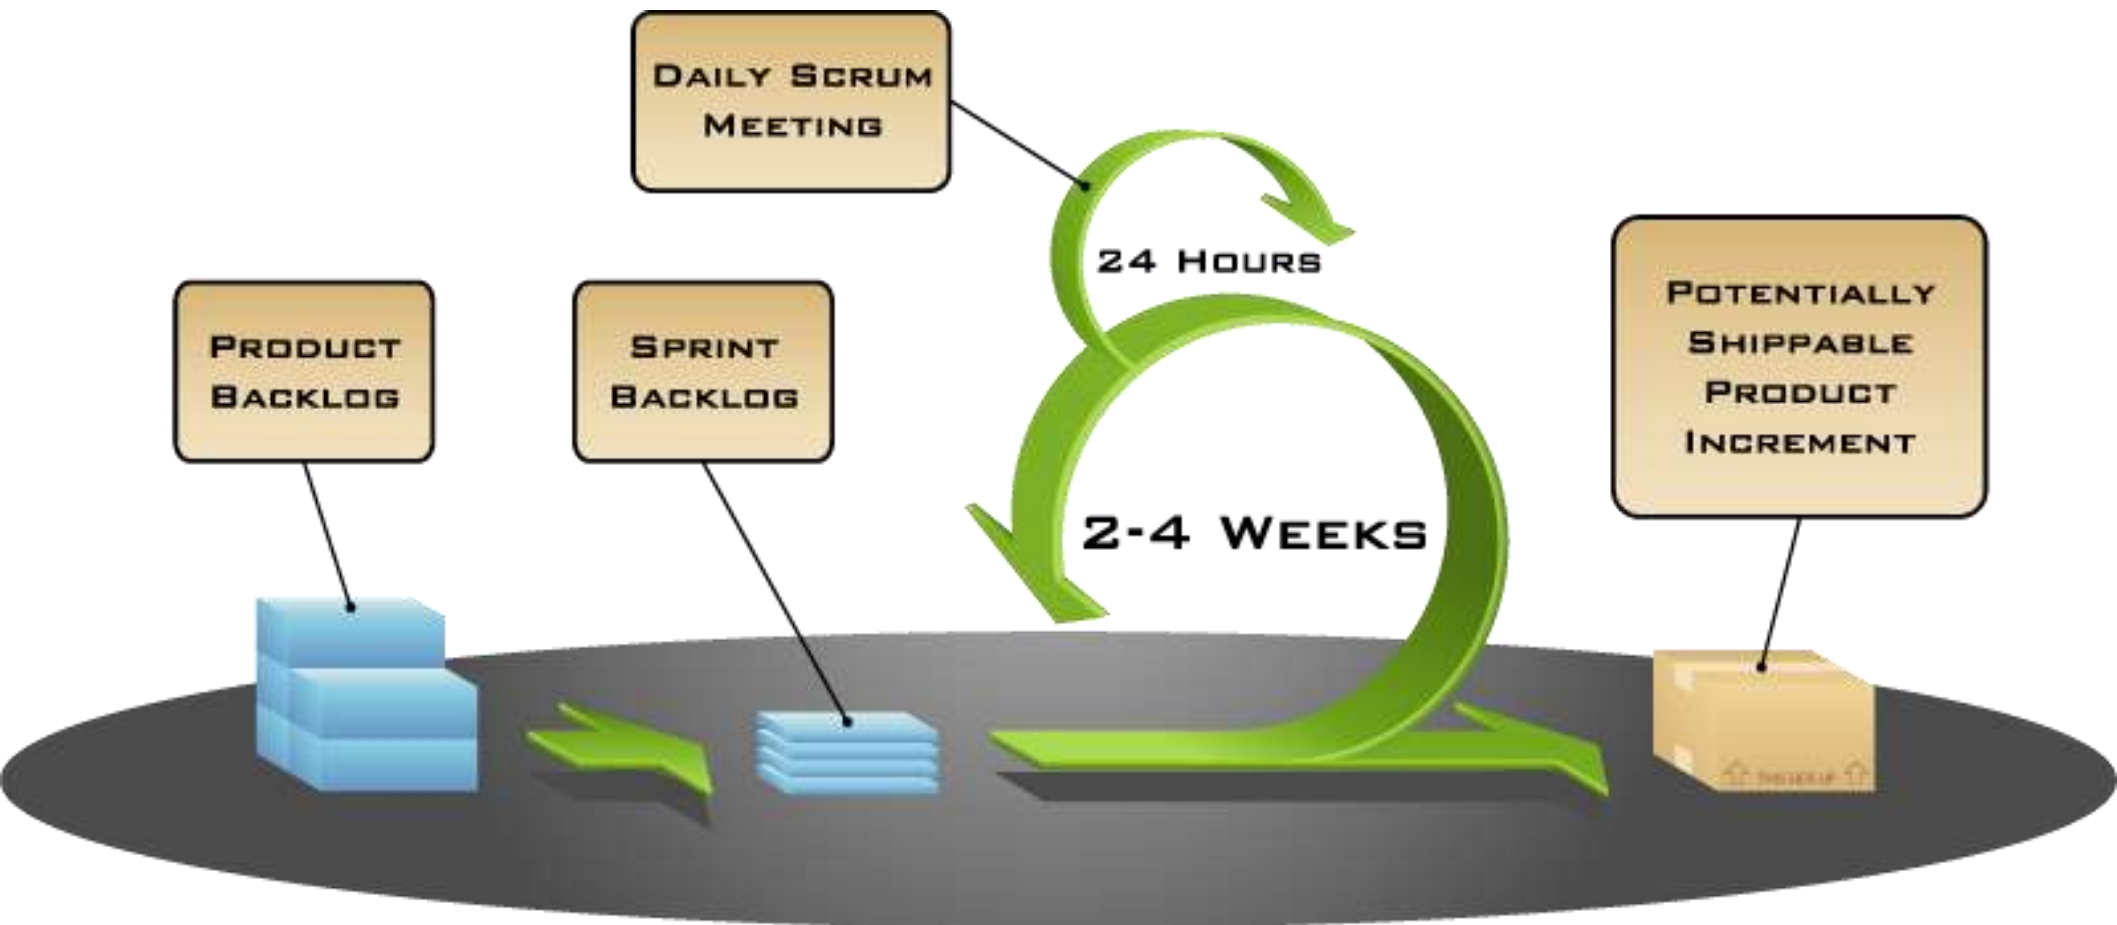 DAILY SCRUM
MEETING
24 HOURS
PRODUCT
BACKLOG
SPRINT
BACKLOG
2-4 WEEKS
POTENTIALLY
SHIPPABLE
PRODUCT
INCREMENT